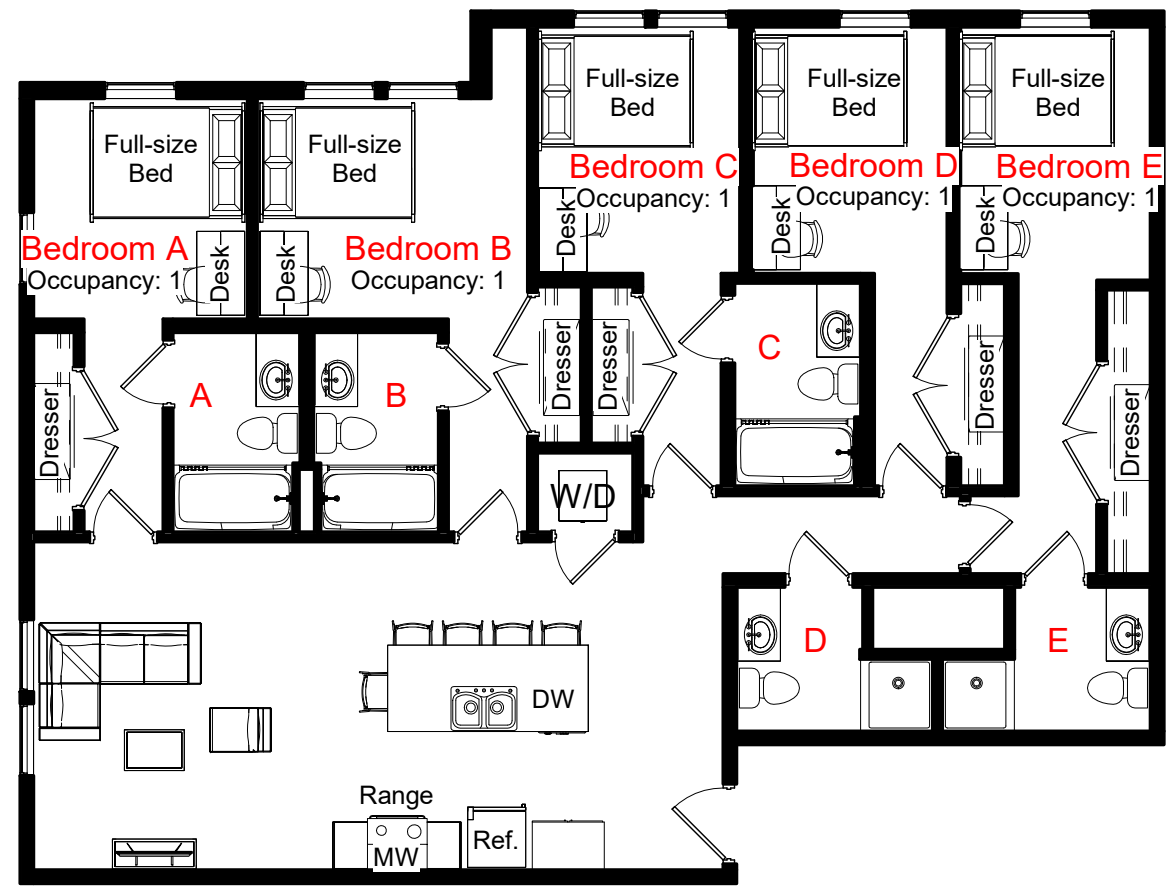 Full-size
Bed
Full-size
Bed
Full-size
Bed
Full-size
Bed
Full-size
Bed
Bedroom A
Occupancy: 1
Desk
Bedroom B
Occupancy: 1
Desk
Bedroom C
Occupancy: 1
Desk
Bedroom D
Occupancy: 1
Desk
Bedroom E
Occupancy: 1
Desk
Dresser
A
B
Dresser
Dresser
C
Dresser
Dresser
W/D
D
E
DW
Range
MW
Ref.